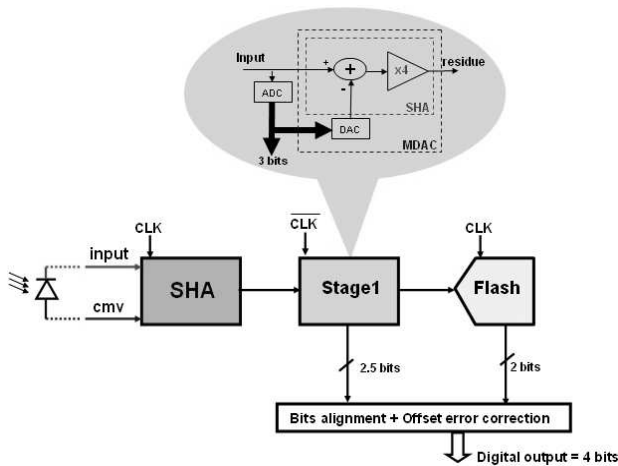 Input
+
+
-
x4
residue
ADC
SHA
DAC
MDAC
3 bits
CLK
CLK
CLK
input
cmv
SHA
Stage1
Flash
2.5 bits
2 bits
Bits alignment + Offset error correction
Digital output = 4 bits